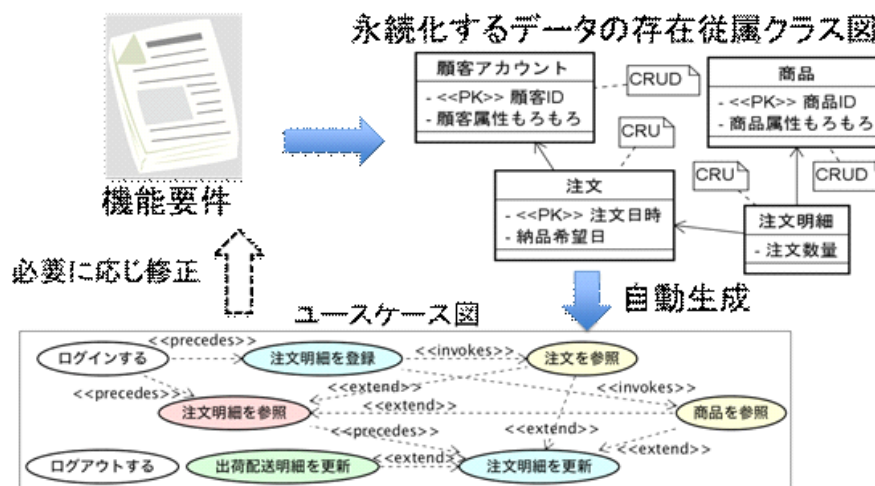 永続化するデータの存在従属クラス図
顧客アカウント
- <<PK>> 顧客ID
- 顧客属性もろもろ
CRUD
商品
- <<PK>> 商品ID
- 商品属性もろもろ
CRU
CRU
CRUD
注文
- <<PK>> 注文日時
- 納品希望日
注文明細
- 注文数量
機能要件
必要に応じ修正
自動生成
ユースケース図
<<precedes>>
ログインする
注文明細を登録
<<invokes>>
注文を参照
<<precedes>>
<<extend>>
<<invokes>>
注文明細を参照
<<extend>>
商品を参照
<<precedes>>
<<extend>>
<<extend>>
ログアウトする
出荷配送明細を更新
<<extend>>
注文明細を更新